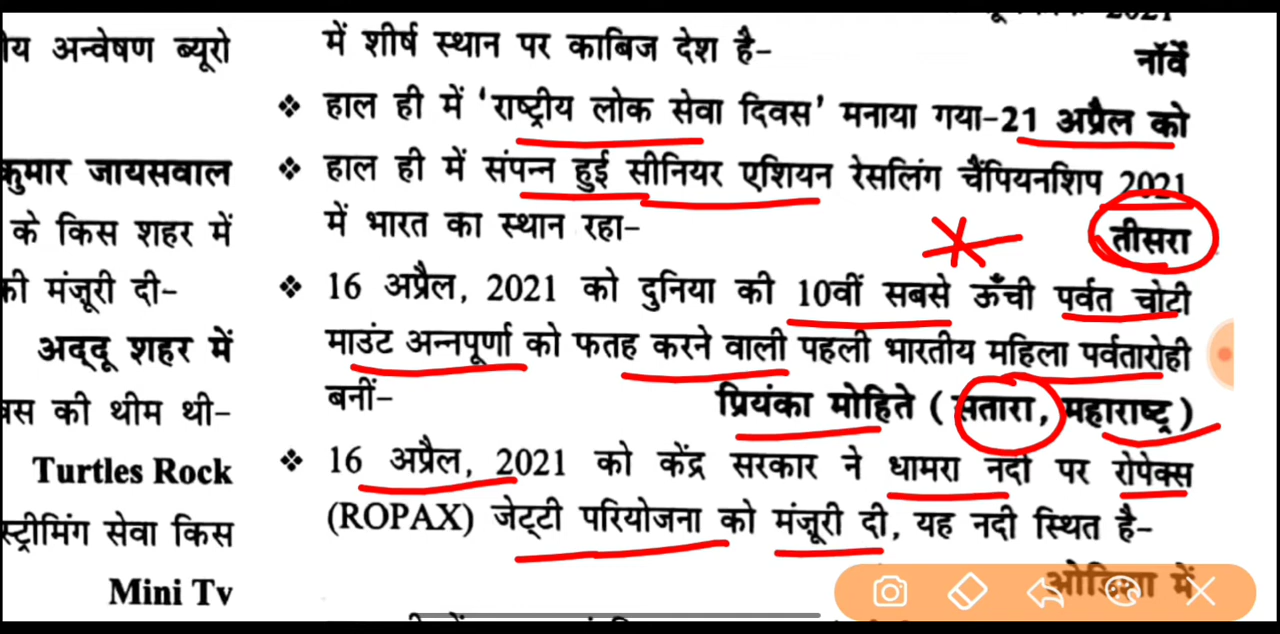 2021
ीय अन्वेषण ब्यूरो
कुमार जायसवाल
के किस शहर में
की मंजूरी दी–
अद्दू शहर में
वस की थीम थी–
Turtles Rock
स्ट्रीमिंग सेवा किस
Mini Tv
में शीर्ष स्थान पर काबिज देश है–
नॉर्वे
❖ हाल ही में ‘राष्ट्रीय लोक सेवा दिवस’ मनाया गया–21 अप्रैल को
❖ हाल ही में संपन्न हुई सीनियर एशियन रेसलिंग चैंपियनशिप 2021
में भारत का स्थान रहा– तीसरा
❖ 16 अप्रैल, 2021 को दुनिया की 10वीं सबसे ऊँची पर्वत चोटी
माउंट अन्नपूर्णा को फतह करने वाली पहली भारतीय महिला पर्वतारोही
बनीं– प्रियंका मोहिते (सतारा, महाराष्ट्र)
❖ 16 अप्रैल, 2021 को केंद्र सरकार ने धामरा नदी पर रोपेक्स
(ROPAX) जेट्टी परियोजना को मंजूरी दी, यह नदी स्थित है–
ओडिशा में